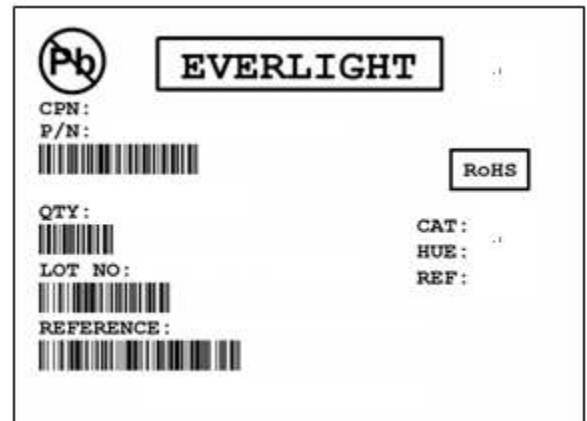 Pb
EVERLIGHT
CPN:
P/N:
RoHS
QTY:
CAT:
HUE:
LOT NO:
REF:
REFERENCE: